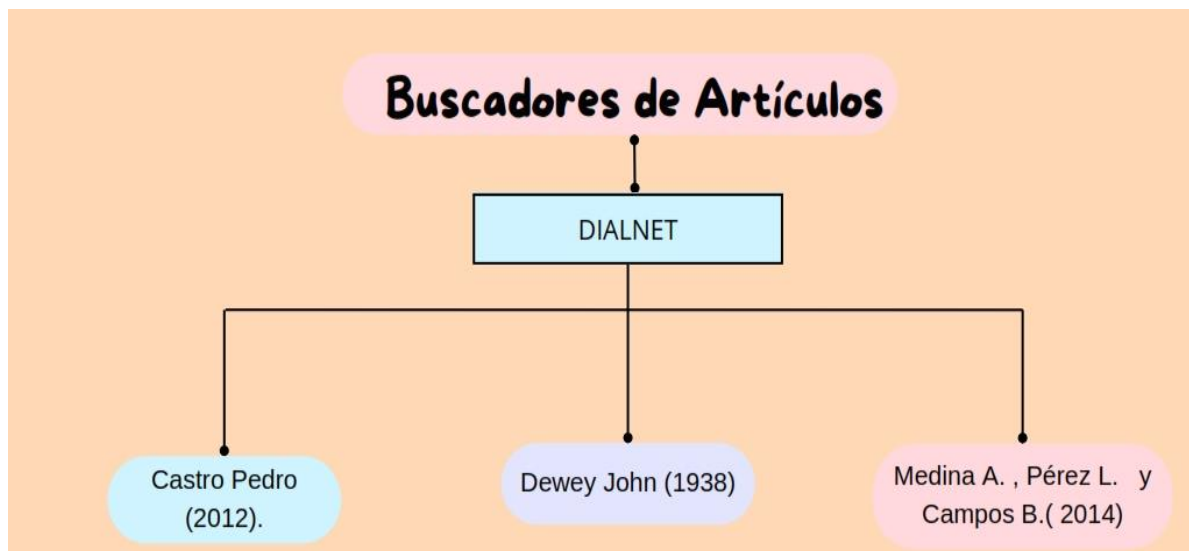 Buscadores de Artículos
DIALNET
Castro Pedro
(2012).
Dewey John (1938)
Medina A. , Pérez L. y
Campos B.( 2014)